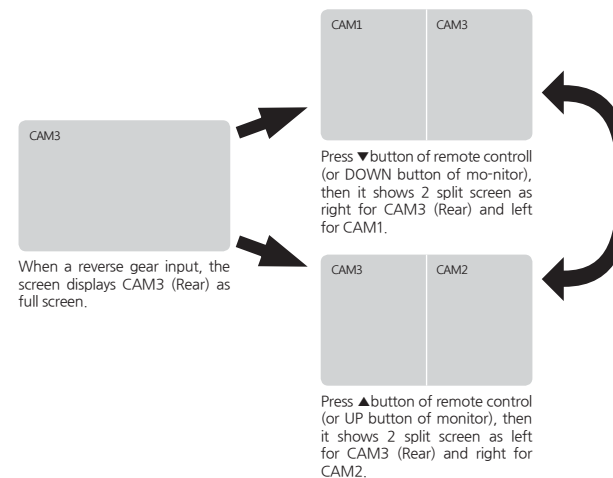 CAM3
When a reverse gear input, the
screen displays CAM3 (Rear) as
full screen.
CAM1 CAM3
Press ▼button of remote controll
(or DOWN button of mo-nitor),
then it shows 2 split screen as
right for CAM3 (Rear) and left
for CAM1.
CAM3 CAM2
Press ▲button of remote control
(or UP button of monitor), then
it shows 2 split screen as left
for CAM3 (Rear) and right for
CAM2.